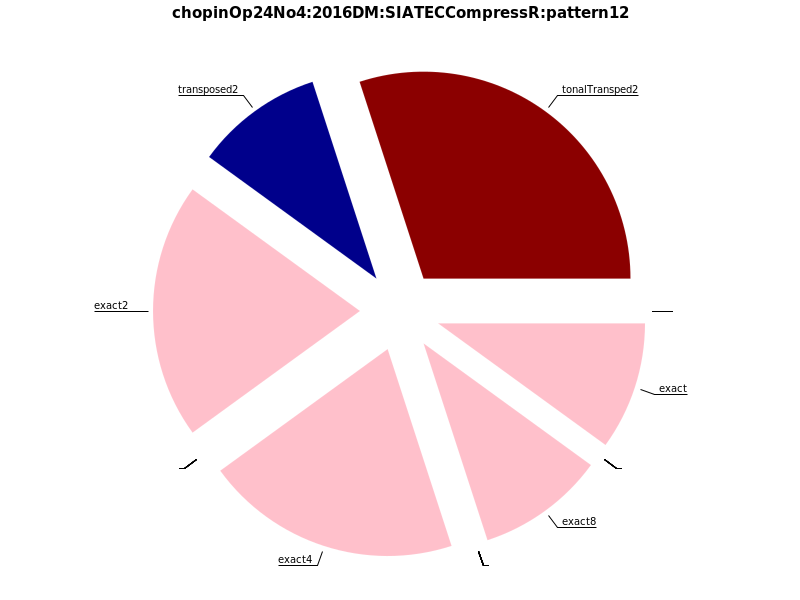 chopinOp24No4:2016DM:SIATECCompressR:pattern12
transposed2
tonalTransped2
exact2
exact
exact8
exact4